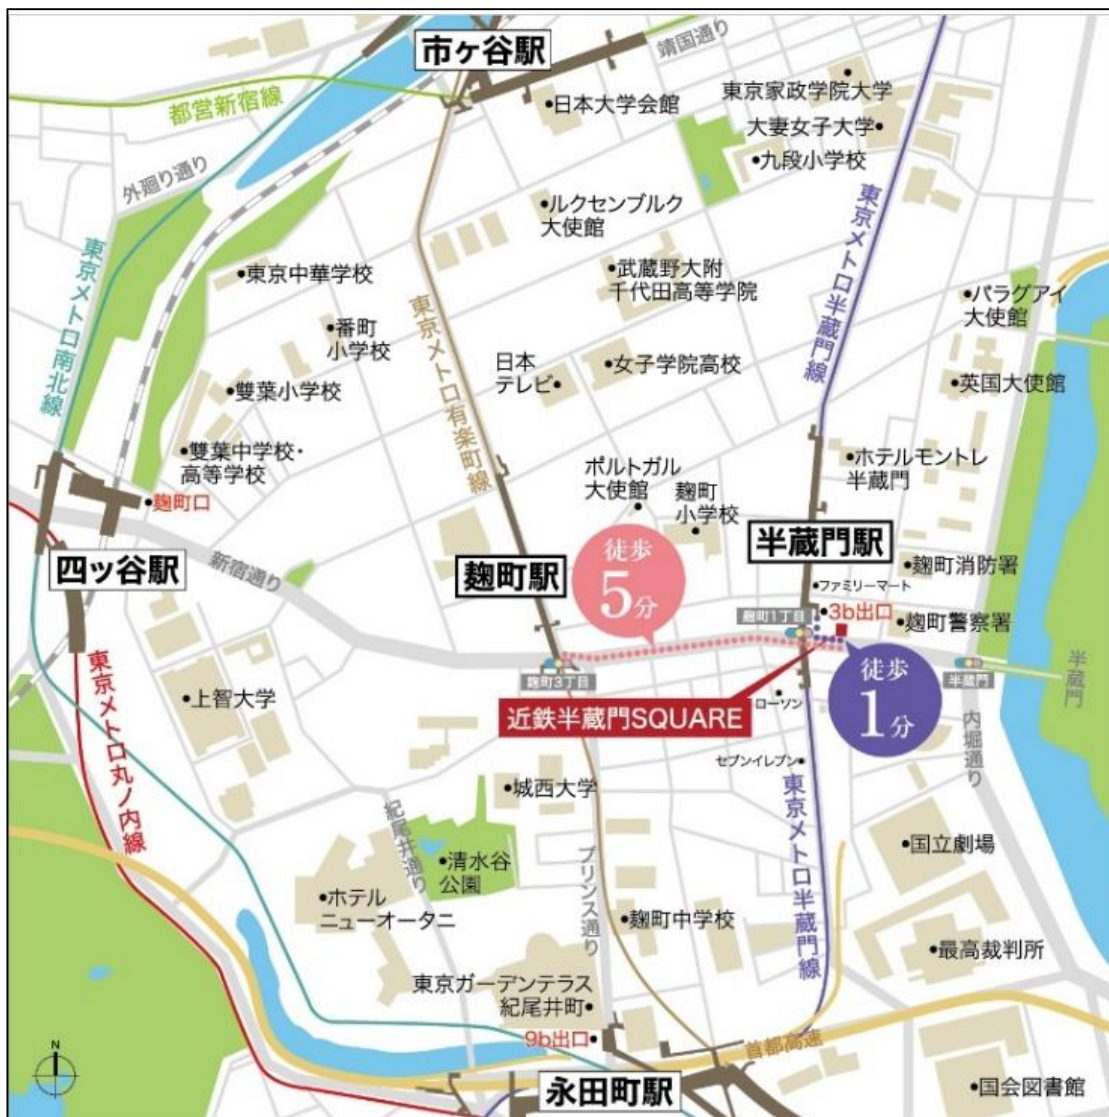 市ヶ谷駅
靖国通り
都営新宿線
日本大学会館
東京家政学院大学
大妻女子大学
九段小学校
外廻り通り
ルクセンブルク
大使館
東京メトロ半蔵門線
東京メトロ南北線
東京中華学校
武蔵野大附
千代田高等学院
パラグアイ
大使館
東京メトロ有楽町線
番町
小学校
日本
テレビ
女子学院高校
英国大使館
雙葉小学校
雙葉中学校・
高等学校
ポルトガル
大使館
麹町
小学校
ホテルモントレ
半蔵門
麹町口
四ッ谷駅
新宿通り
麹町駅
徒歩
5分
半蔵門駅
麹町消防署
ファミリーマート
3b出口
麹町1丁目
麹町警察署
麹町3丁目
徒歩
1分
半蔵門
半蔵門
東京メトロ丸ノ内線
上智大学
近鉄半蔵門SQUARE
ローソン
内堀通り
セブンイレブン
城西大学
紀尾井通り
東京メトロ半蔵門線
清水谷
公園
プリンス通り
国立劇場
ホテル
ニューオータニ
麹町中学校
最高裁判所
東京ガーデンテラス
紀尾井町
9b出口
首都高速
N
永田町駅
国会図書館